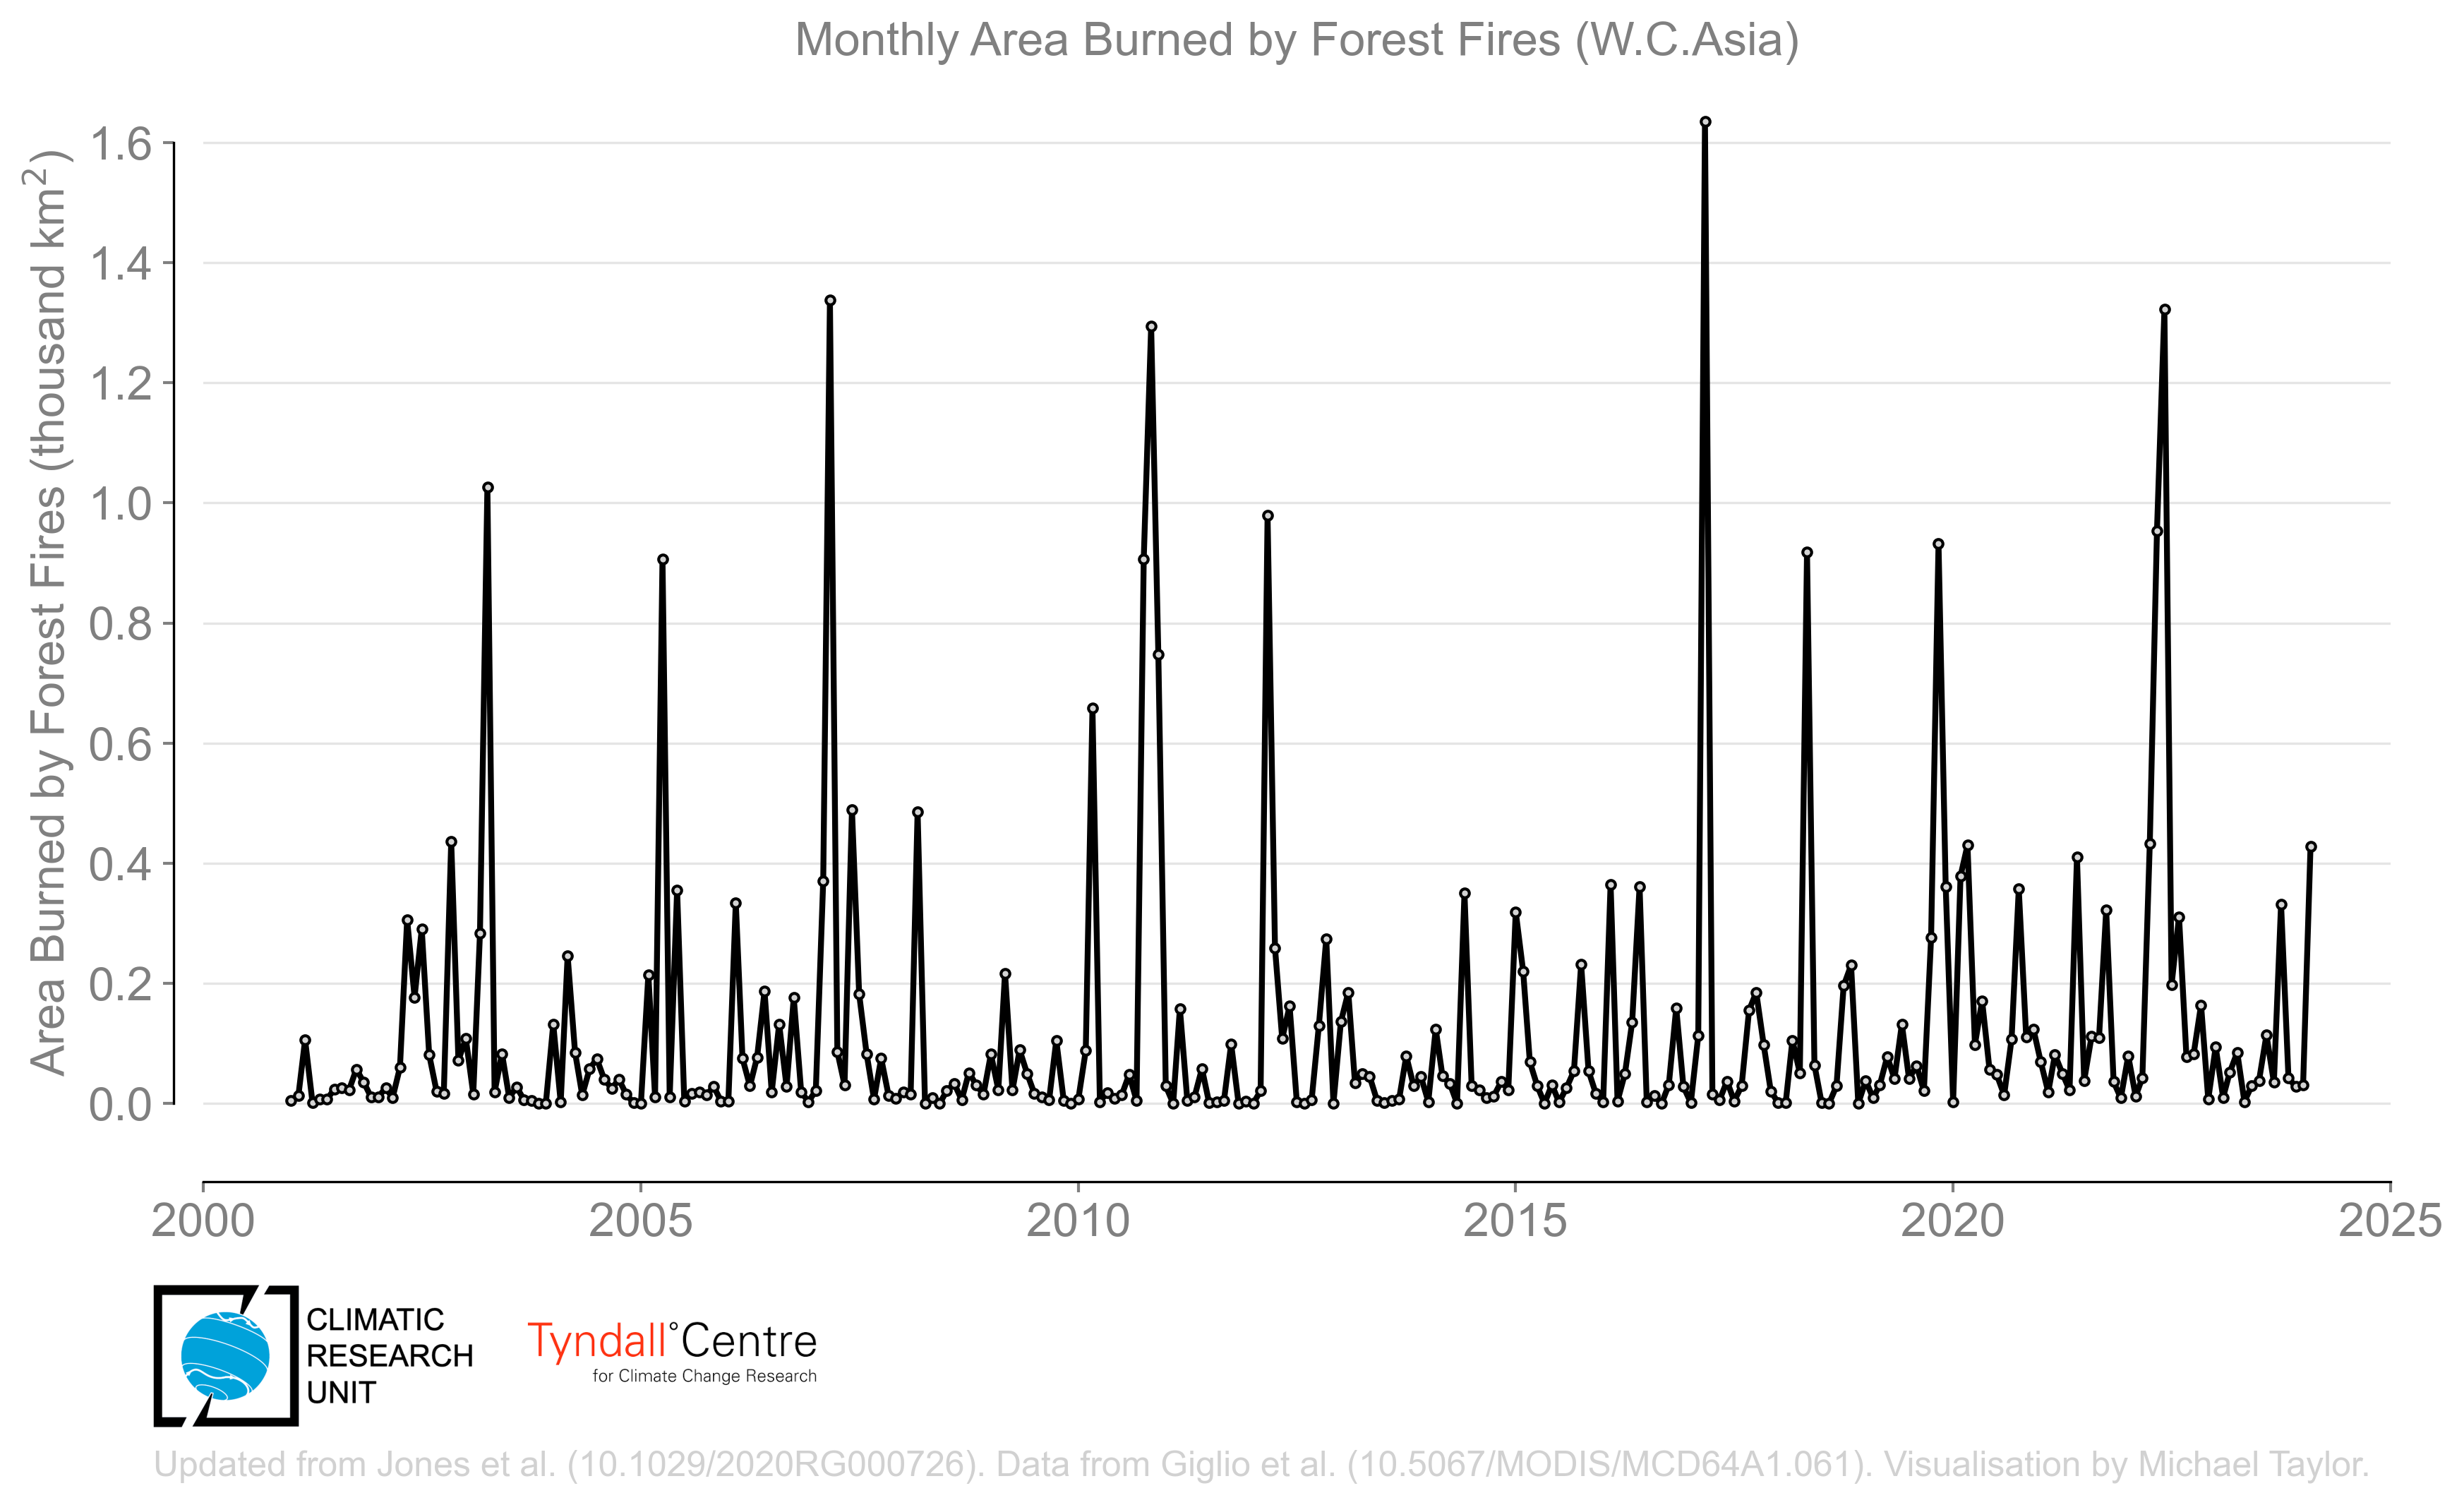 Monthly Area Burned by Forest Fires (W.C.Asia)
Area Burned by Forest Fires (thousand km²)
1.6
1.4
1.2
1.0
0.8
0.6
0.4
0.2
0.0
2000 2005 2010 2015 2020 2025
CLIMATIC
RESEARCH
UNIT
Tyndall°Centre
for Climate Change Research
Updated from Jones et al. (10.1029/2020RG000726). Data from Giglio et al. (10.5067/MODIS/MCD64A1.061). Visualisation by Michael Taylor.